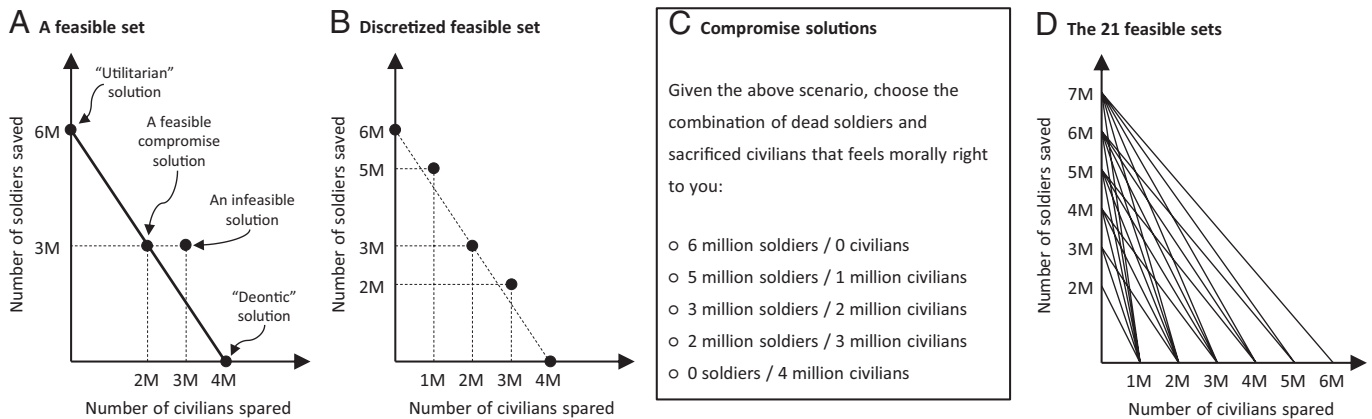 A A feasible set
"Utilitarian"
solution
A feasible
compromise
solution
An infeasible
solution
"Deontic"
solution
6M
3M
2M 3M 4M
Number of soldiers saved
Number of civilians spared
B Discretized feasible set
6M
5M
3M
2M
1M 2M 3M 4M
Number of soldiers saved
Number of civilians spared
C Compromise solutions
Given the above scenario, choose the
combination of dead soldiers and
sacrificed civilians that feels morally right
to you:
6 million soldiers / 0 civilians
5 million soldiers / 1 million civilians
3 million soldiers / 2 million civilians
2 million soldiers / 3 million civilians
0 soldiers / 4 million civilians
D The 21 feasible sets
7M
6M
5M
4M
3M
2M
1M 2M 3M 4M 5M 6M
Number of soldiers saved
Number of civilians spared